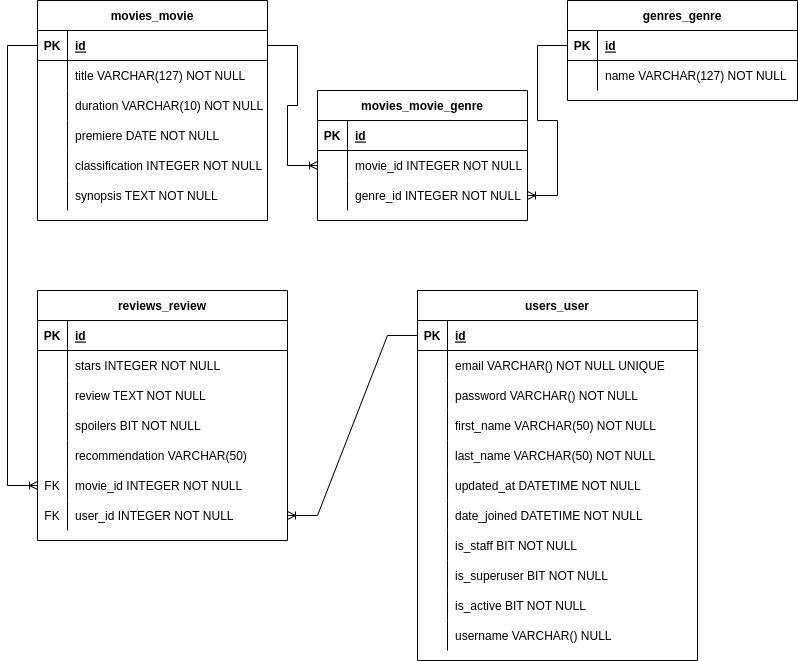 movies_movie
PK id
title VARCHAR(127) NOT NULL
duration VARCHAR(10) NOT NULL
premiere DATE NOT NULL
classification INTEGER NOT NULL
synopsis TEXT NOT NULL
movies_movie_genre
PK id
movie_id INTEGER NOT NULL
genre_id INTEGER NOT NULL
genres_genre
PK id
name VARCHAR(127) NOT NULL
reviews_review
PK id
stars INTEGER NOT NULL
review TEXT NOT NULL
spoilers BIT NOT NULL
recommendation VARCHAR(50)
FK movie_id INTEGER NOT NULL
FK user_id INTEGER NOT NULL
users_user
PK id
email VARCHAR() NOT NULL UNIQUE
password VARCHAR() NOT NULL
first_name VARCHAR(50) NOT NULL
last_name VARCHAR(50) NOT NULL
updated_at DATETIME NOT NULL
date_joined DATETIME NOT NULL
is_staff BIT NOT NULL
is_superuser BIT NOT NULL
is_active BIT NOT NULL
username VARCHAR() NULL